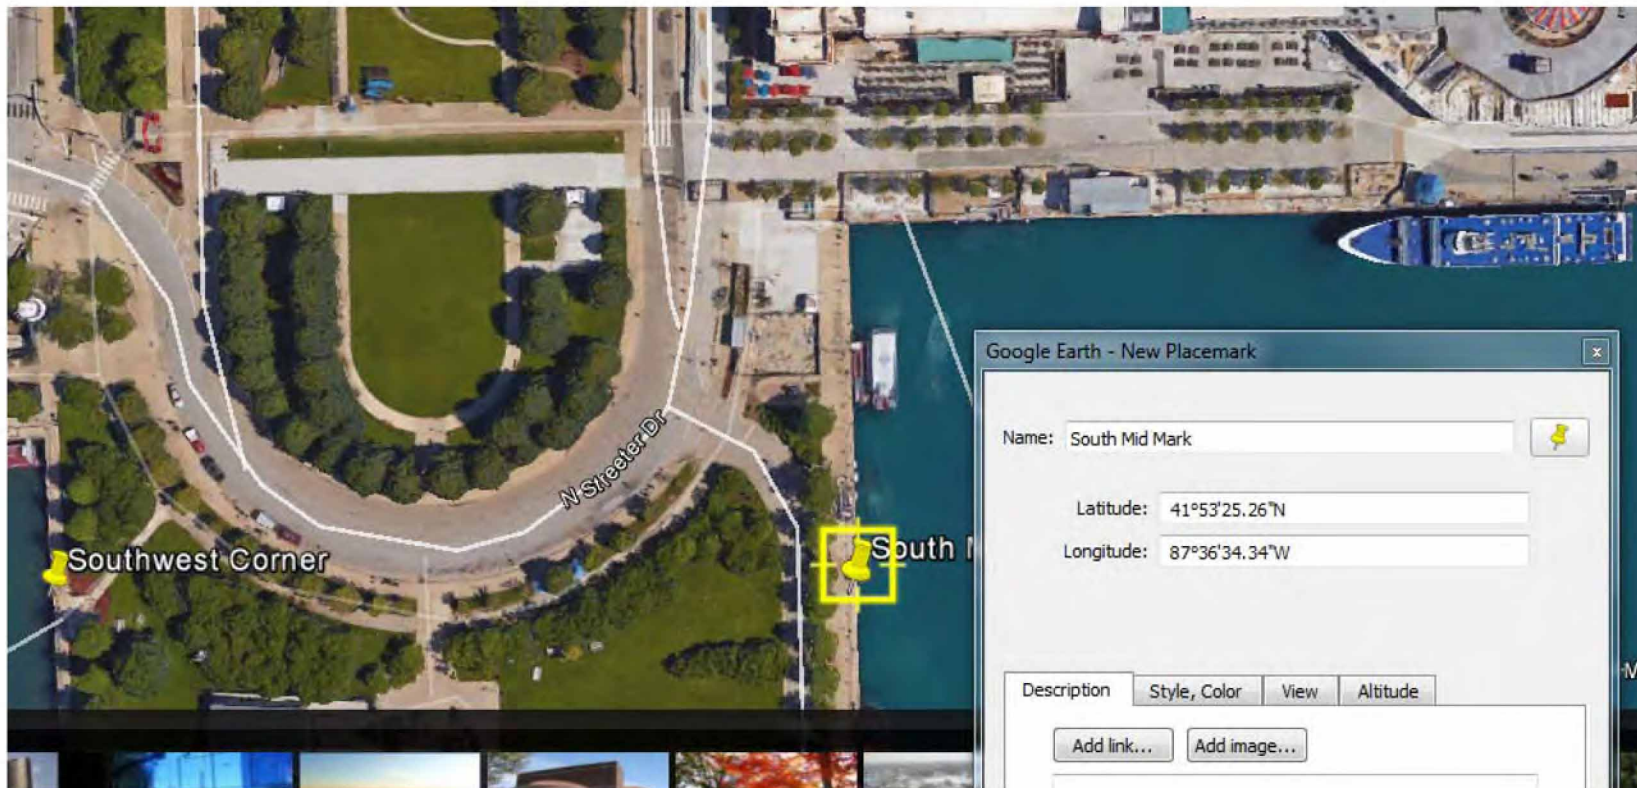 Google Earth - New Placemark
x
Name: South Mid Mark
Latitude: 41°53'25.26"N
Longitude: 87°36'34.34"W
N Streeter Dr
Southwest Corner
South
Description Style, Color View Altitude
Add link... Add image...